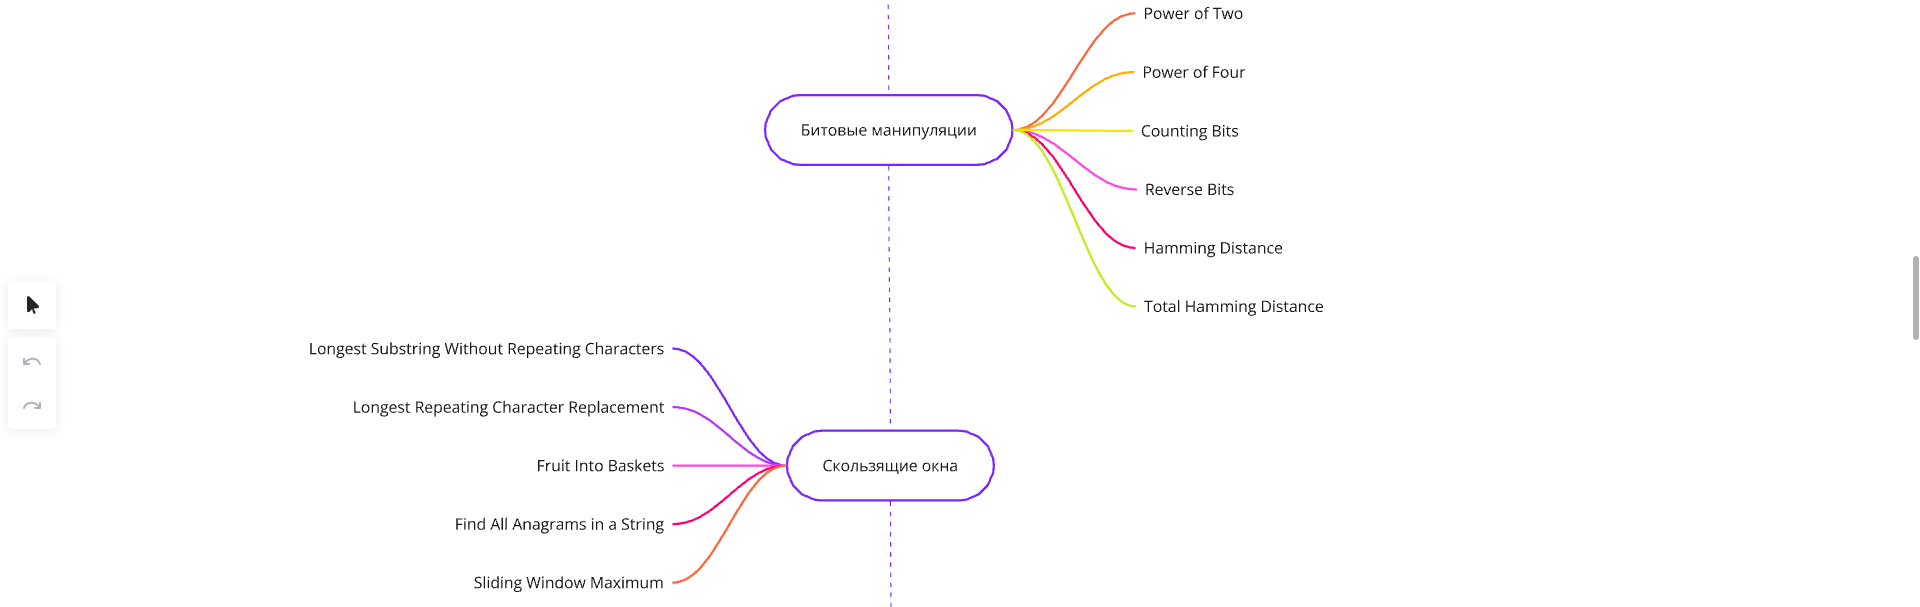 Power of Two
Power of Four
Битовые манипуляции
Counting Bits
Reverse Bits
Hamming Distance
Total Hamming Distance
Longest Substring Without Repeating Characters
Longest Repeating Character Replacement
Fruit Into Baskets
Скользящие окна
Find All Anagrams in a String
Sliding Window Maximum